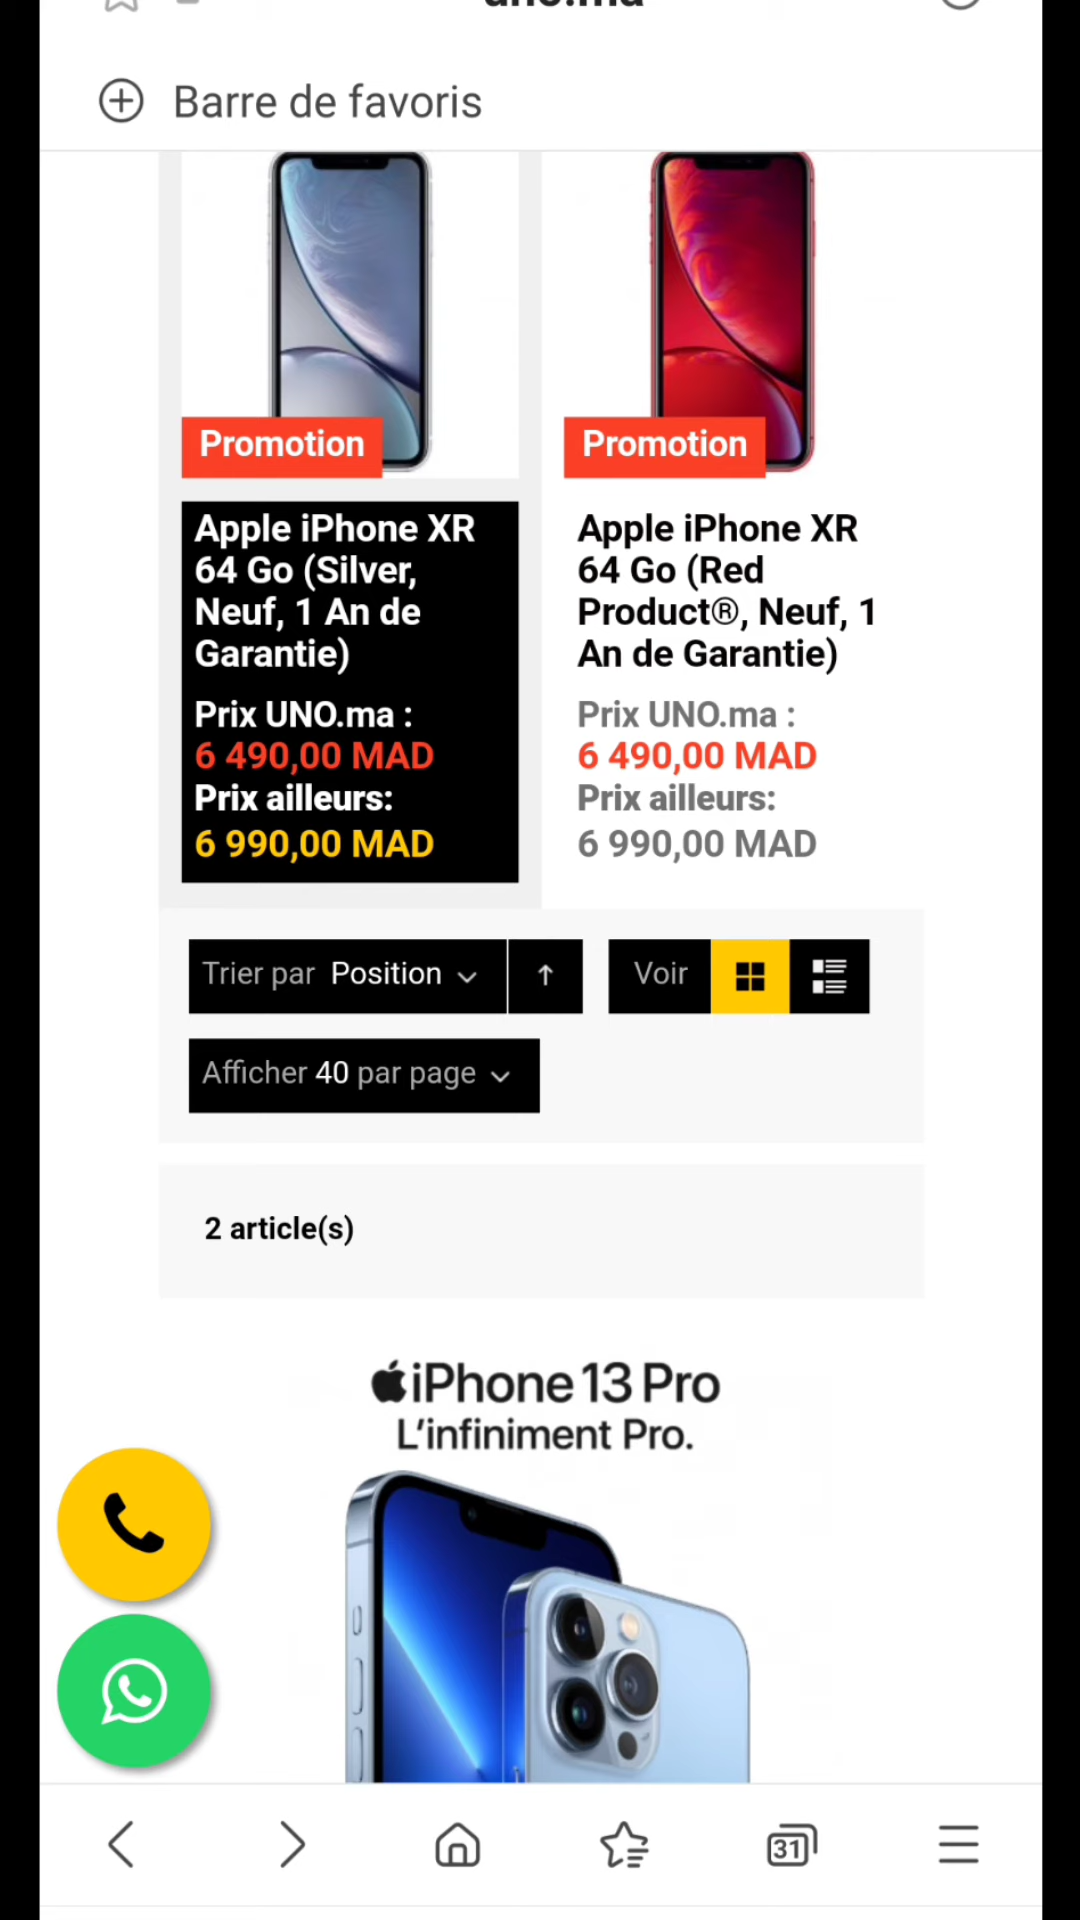 uno.ma
Barre de favoris
Promotion
Apple iPhone XR
64 Go (Silver,
Neuf, 1 An de
Garantie)
Prix UNO.ma :
6 490,00 MAD
Prix ailleurs:
6 990,00 MAD
Promotion
Apple iPhone XR
64 Go (Red
Product®, Neuf, 1
An de Garantie)
Prix UNO.ma :
6 490,00 MAD
Prix ailleurs:
6 990,00 MAD
Trier par Position
Voir
Afficher 40 par page
2 article(s)
iPhone 13 Pro
L'infiniment Pro.
31